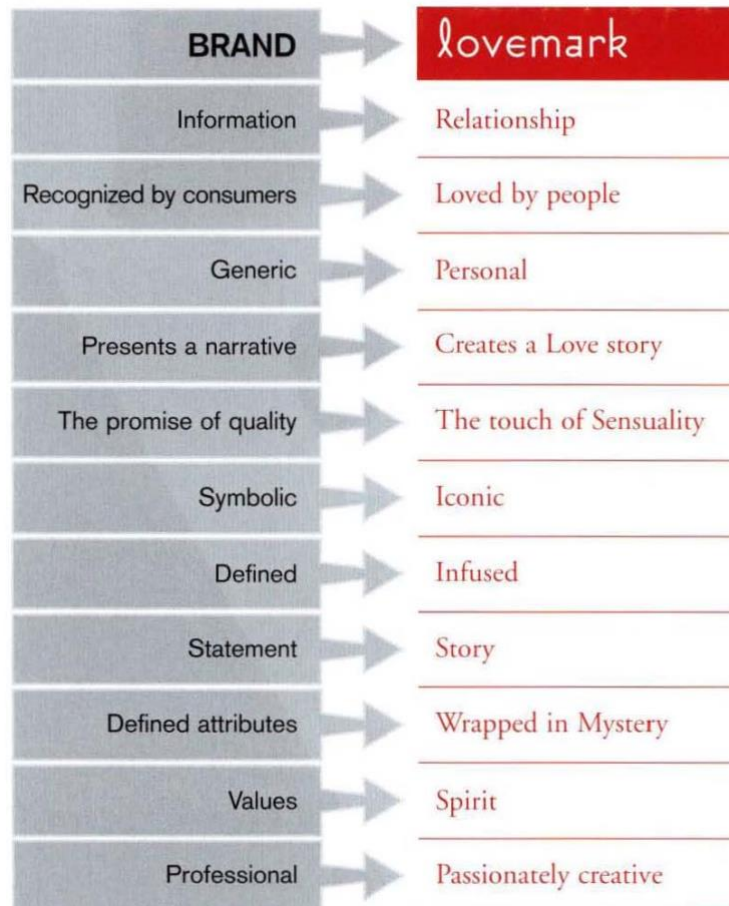 BRAND lovemark
Information Relationship
Recognized by consumers Loved by people
Generic Personal
Presents a narrative Creates a Love story
The promise of quality The touch of Sensuality
Symbolic Iconic
Defined Infused
Statement Story
Defined attributes Wrapped in Mystery
Values Spirit
Professional Passionately creative